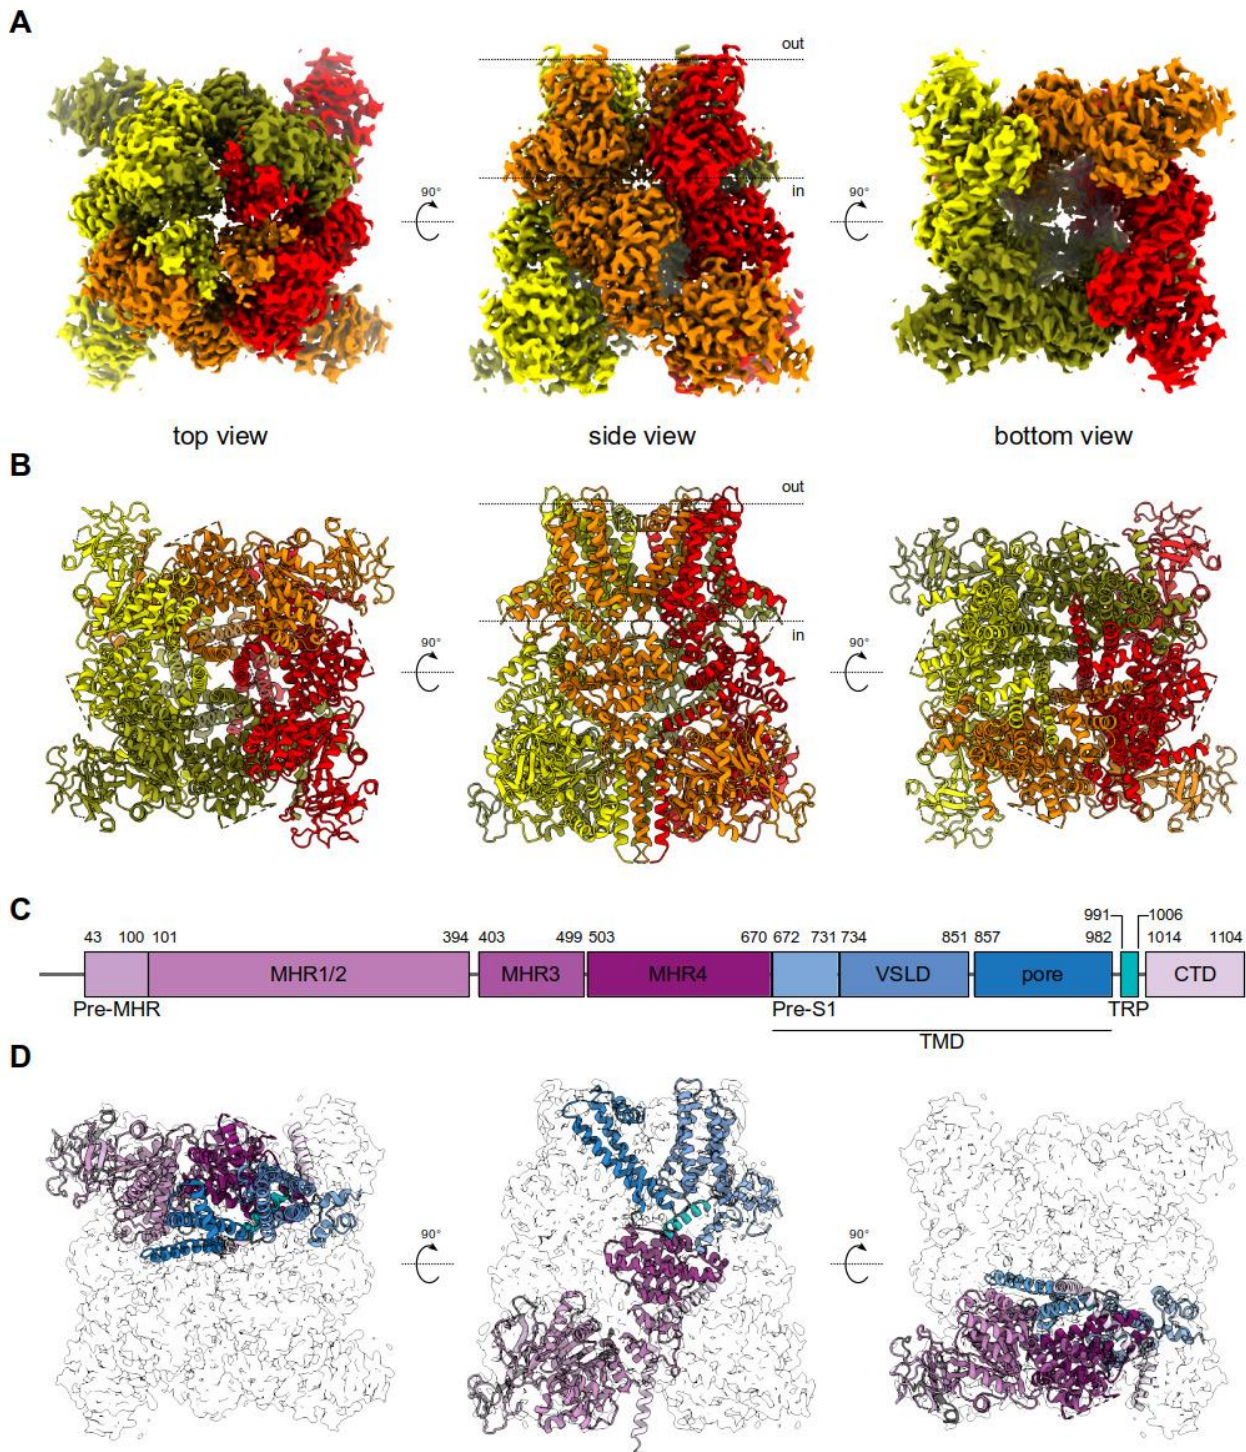 A
out
in
90°
90°
top view
side view
bottom view
B
out
in
90°
90°
C
991
1006
43 100 101 394 403 499 503 670 672 731 734 851 857 982 1014 1104
MHR1/2 MHR3 MHR4 VSLD pore CTD
Pre-MHR Pre-S1 TRP
TMD
D
90°
90°